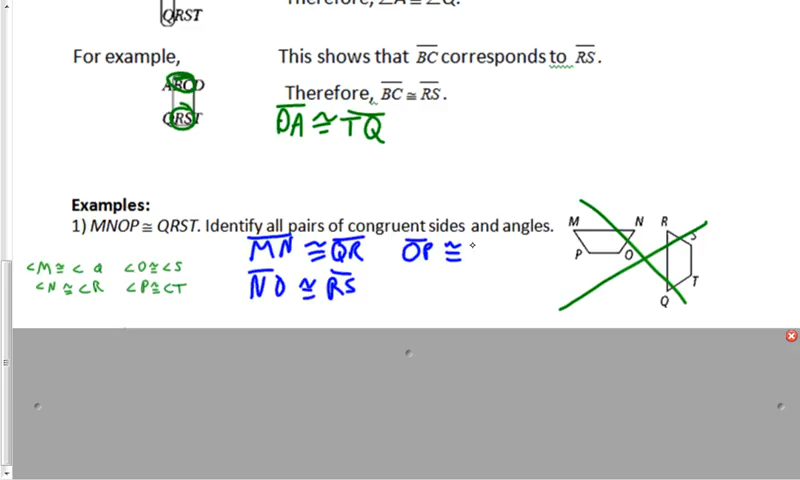 Therefore, ∠A ≅ ∠Q.
QRST
For example,
This shows that BC corresponds to RS.
ABCD
Therefore, BC ≅ RS.
QRST
DA ≅ TQ
Examples:
1) MNOP ≅ QRST. Identify all pairs of congruent sides and angles.
M N R S
P O T
Q
MN ≅ QR OP ≅
∠M ≅ ∠Q ∠O ≅ ∠S
NO ≅ RS
∠N ≅ ∠R ∠P ≅ ∠T